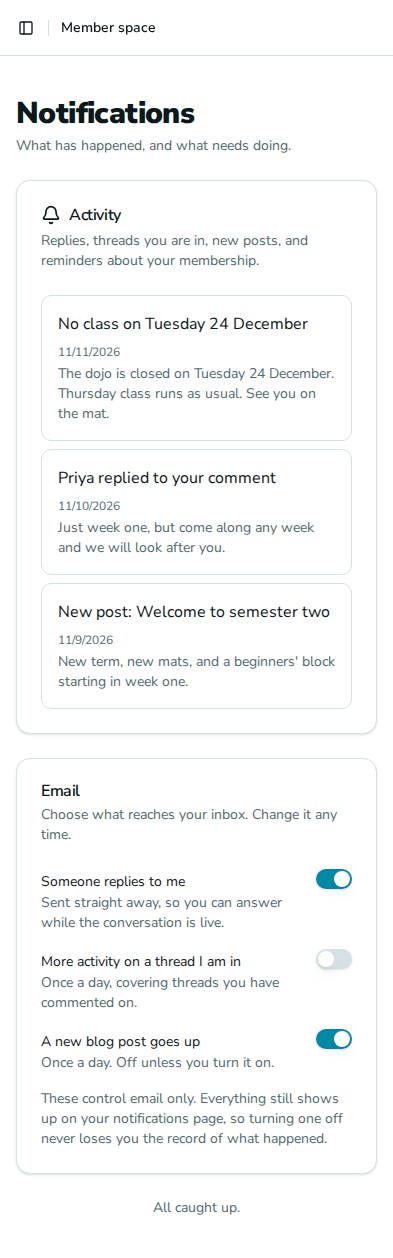 Member space
Notifications
What has happened, and what needs doing.
Activity
Replies, threads you are in, new posts, and
reminders about your membership.
No class on Tuesday 24 December
11/11/2026
The dojo is closed on Tuesday 24 December.
Thursday class runs as usual. See you on
the mat.
Priya replied to your comment
11/10/2026
Just week one, but come along any week
and we will look after you.
New post: Welcome to semester two
11/9/2026
New term, new mats, and a beginners' block
starting in week one.
Email
Choose what reaches your inbox. Change it any
time.
Someone replies to me
Sent straight away, so you can answer
while the conversation is live.
More activity on a thread I am in
Once a day, covering threads you have
commented on.
A new blog post goes up
Once a day. Off unless you turn it on.
These control email only. Everything still shows
up on your notifications page, so turning one off
never loses you the record of what happened.
All caught up.